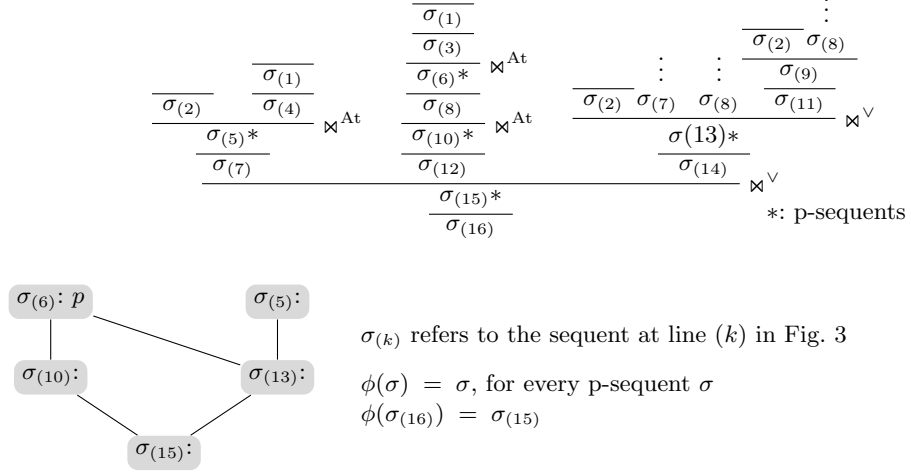 σ(1)
σ(1) σ(3) ⋈At σ(2) σ(8)
σ(2) σ(4) σ(6)* σ(2) σ(7) σ(8) σ(9)
⋈At σ(8) ⋈At σ(11) ⋈∨
σ(5)* σ(10)* σ(13)*
σ(7) σ(12) σ(14) ⋈∨
σ(15)*
σ(16)
*: p-sequents
σ(6): p σ(5):
σ(k) refers to the sequent at line (k) in Fig. 3
σ(10): σ(13): ϕ(σ) = σ, for every p-sequent σ
ϕ(σ(16)) = σ(15)
σ(15):